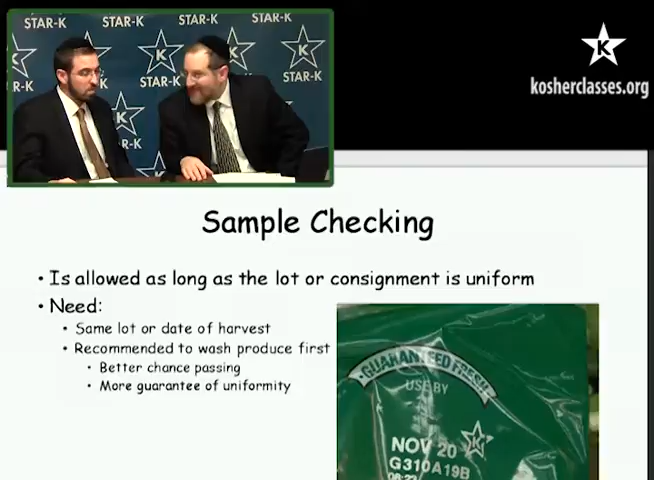 STAR-K
STAR-K
STAR-K
STAR-K
R-K
K
K
K
K
STAR-K
STAR-K
STAR-K
K
STAR-K
K
kosherclasses.org
Sample Checking
• Is allowed as long as the lot or consignment is uniform
• Need:
• Same lot or date of harvest
• Recommended to wash produce first
• Better chance passing
• More guarantee of uniformity
GUARANTEED FRESH
USE BY
NOV 20 K
G310A19B